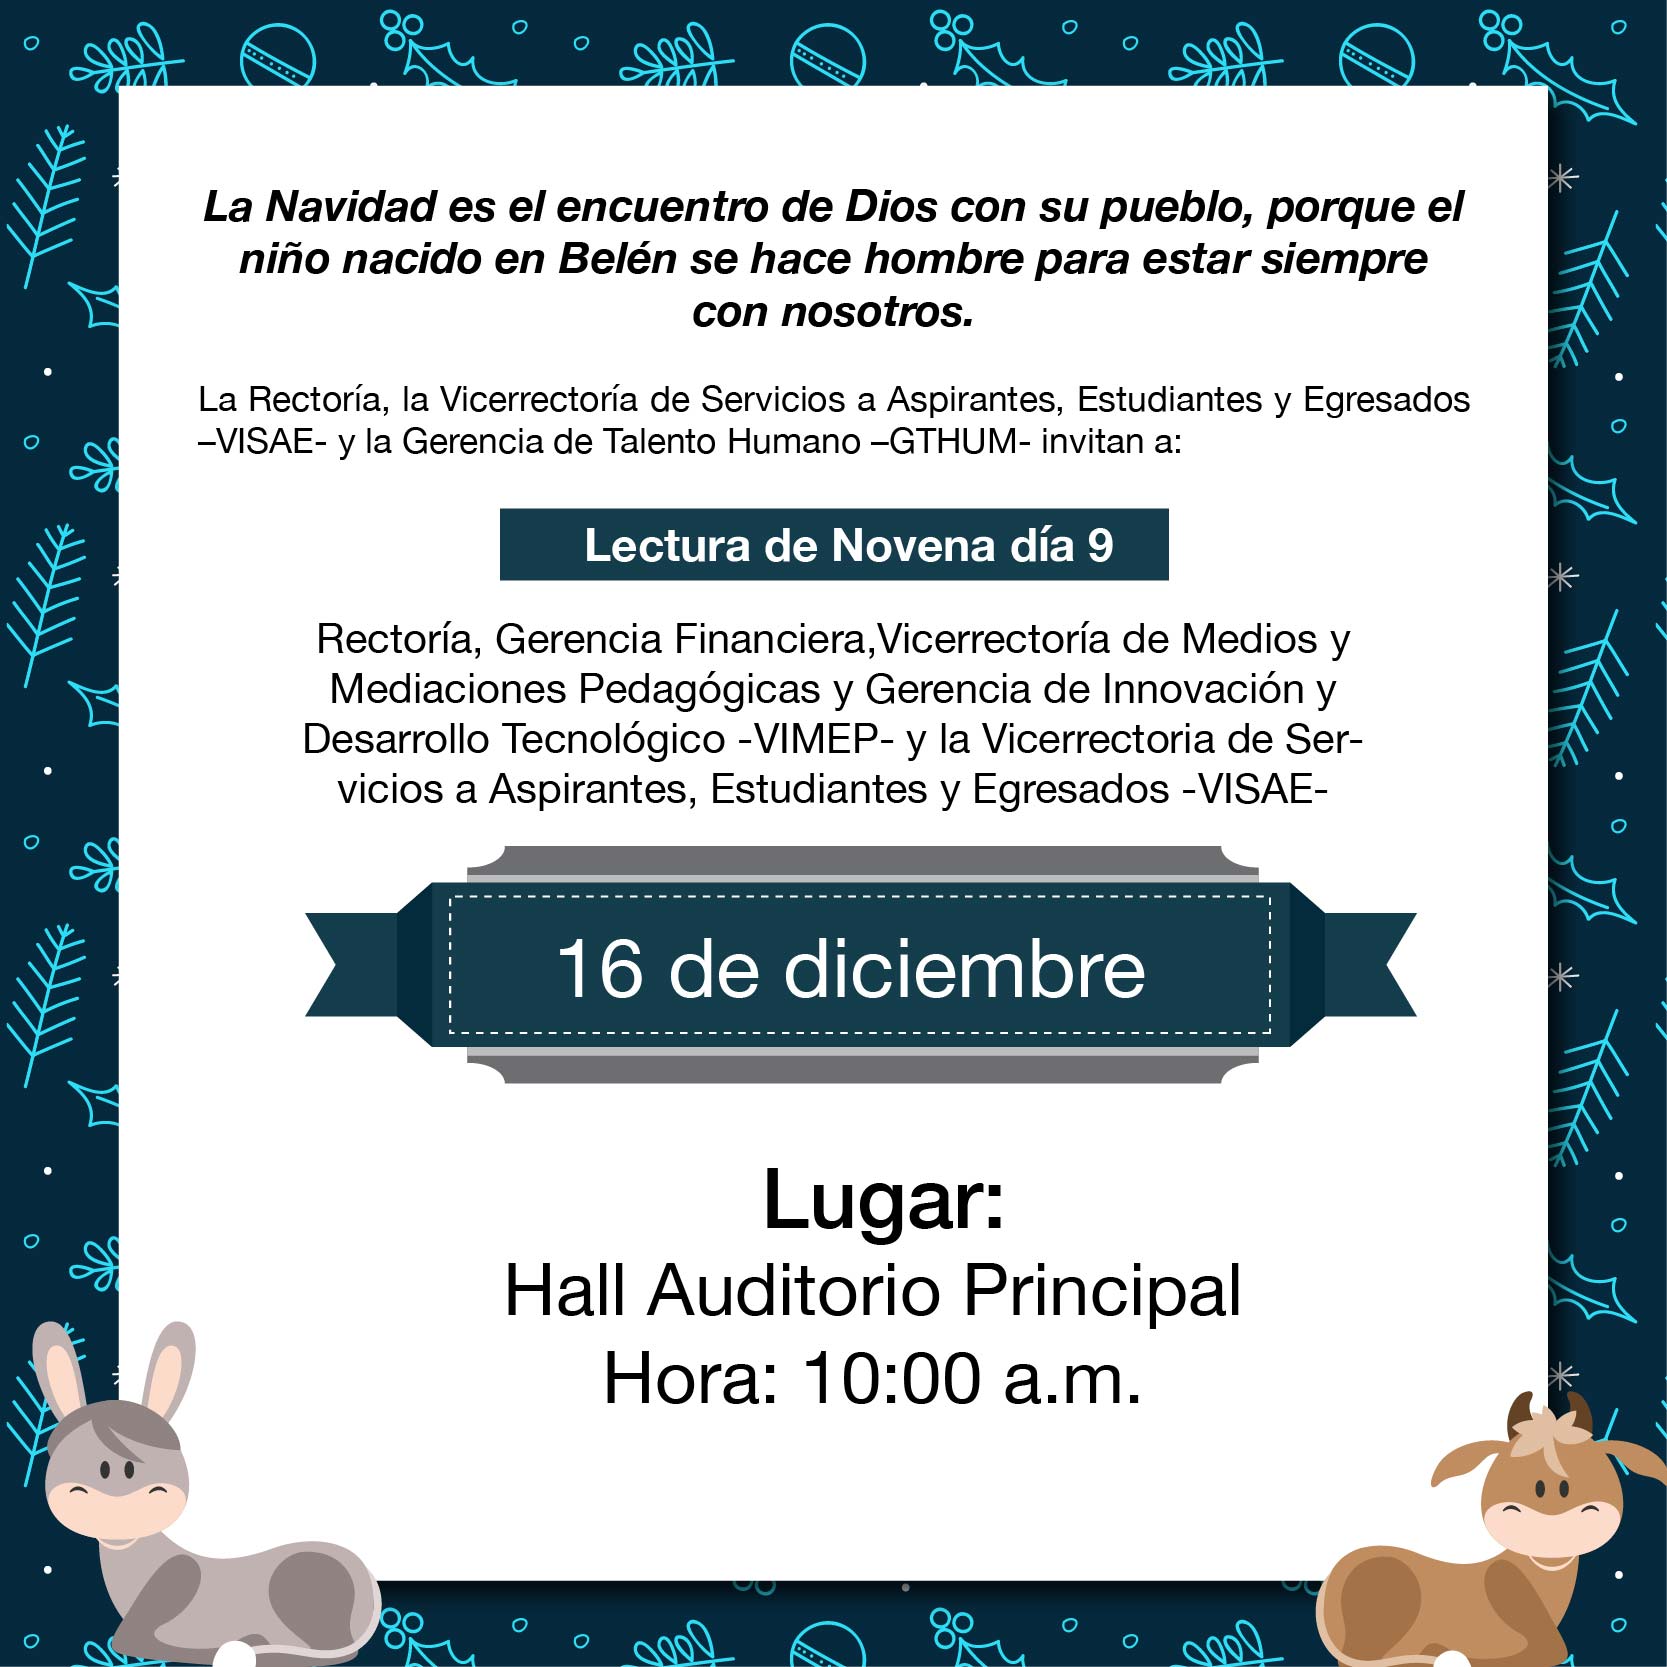 La Navidad es el encuentro de Dios con su pueblo, porque el
niño nacido en Belén se hace hombre para estar siempre
con nosotros.
La Rectoría, la Vicerrectoría de Servicios a Aspirantes, Estudiantes y Egresados
–VISAE- y la Gerencia de Talento Humano –GTHUM- invitan a:
Lectura de Novena día 9
Rectoría, Gerencia Financiera,Vicerrectoría de Medios y
Mediaciones Pedagógicas y Gerencia de Innovación y
Desarrollo Tecnológico -VIMEP- y la Vicerrectoria de Ser-
vicios a Aspirantes, Estudiantes y Egresados -VISAE-
16 de diciembre
Lugar:
Hall Auditorio Principal
Hora: 10:00 a.m.